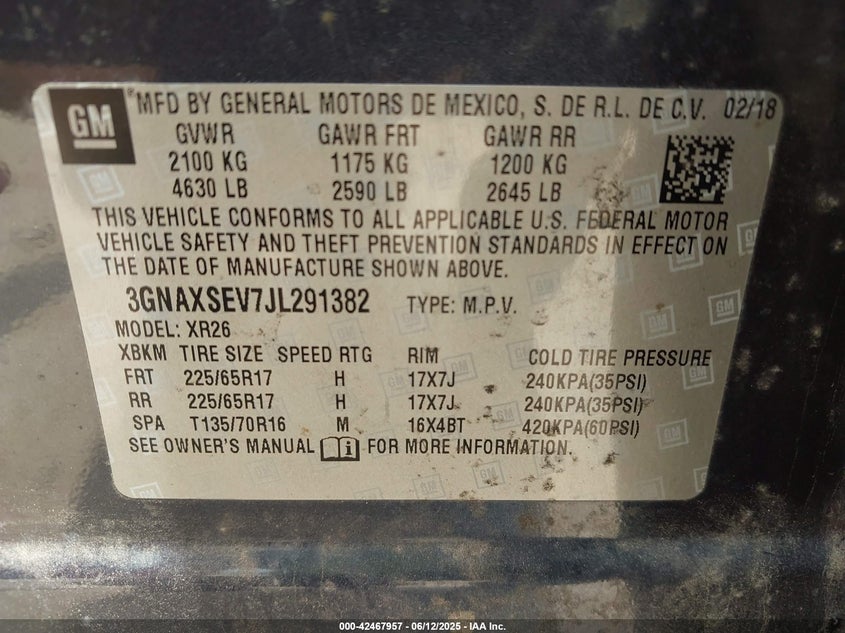 GM ®MFD BY GENERAL MOTORS DE MEXICO, S. DE R.L. DE C.V. 02/18
GVWR GAWR FRT GAWR RR
2100 KG 1175 KG 1200 KG
4630 LB 2590 LB 2645 LB
THIS VEHICLE CONFORMS TO ALL APPLICABLE U.S. FEDERAL MOTOR
VEHICLE SAFETY AND THEFT PREVENTION STANDARDS IN EFFECT ON
THE DATE OF MANUFACTURE SHOWN ABOVE.
3GNAXSEV7JL291382 TYPE: M.P.V.
MODEL: XR26
XBKM TIRE SIZE SPEED RTG RIM COLD TIRE PRESSURE
FRT 225/65R17 H 17X7J 240KPA(35PSI)
RR 225/65R17 H 17X7J 240KPA(35PSI)
SPA T135/70R16 M 16X4BT 420KPA(60PSI)
SEE OWNER'S MANUAL FOR MORE INFORMATION.
000-42467957 - 06/12/2025 - IAA Inc.